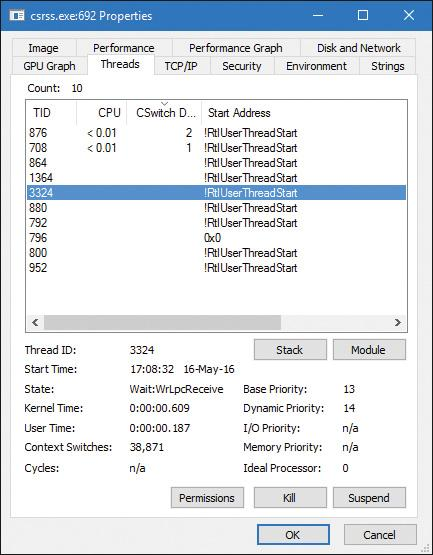 csrss.exe:692 Properties
Image Performance Performance Graph Disk and Network
GPU Graph Threads TCP/IP Security Environment Strings
Count: 10
TID CPU CSwitch D... Start Address
876 < 0.01 2 !RtlUserThreadStart
708 < 0.01 1 !RtlUserThreadStart
864 !RtlUserThreadStart
1364 !RtlUserThreadStart
3324 !RtlUserThreadStart
880 !RtlUserThreadStart
792 !RtlUserThreadStart
796 0x0
800 !RtlUserThreadStart
952 !RtlUserThreadStart
Thread ID: 3324 Stack Module
Start Time: 17:08:32 16-May-16
State: Wait:WrLpcReceive Base Priority: 13
Kernel Time: 0:00:00.609 Dynamic Priority: 14
User Time: 0:00:00.187 I/O Priority: n/a
Context Switches: 38,871 Memory Priority: n/a
Cycles: n/a Ideal Processor: 0
Permissions Kill Suspend
OK Cancel